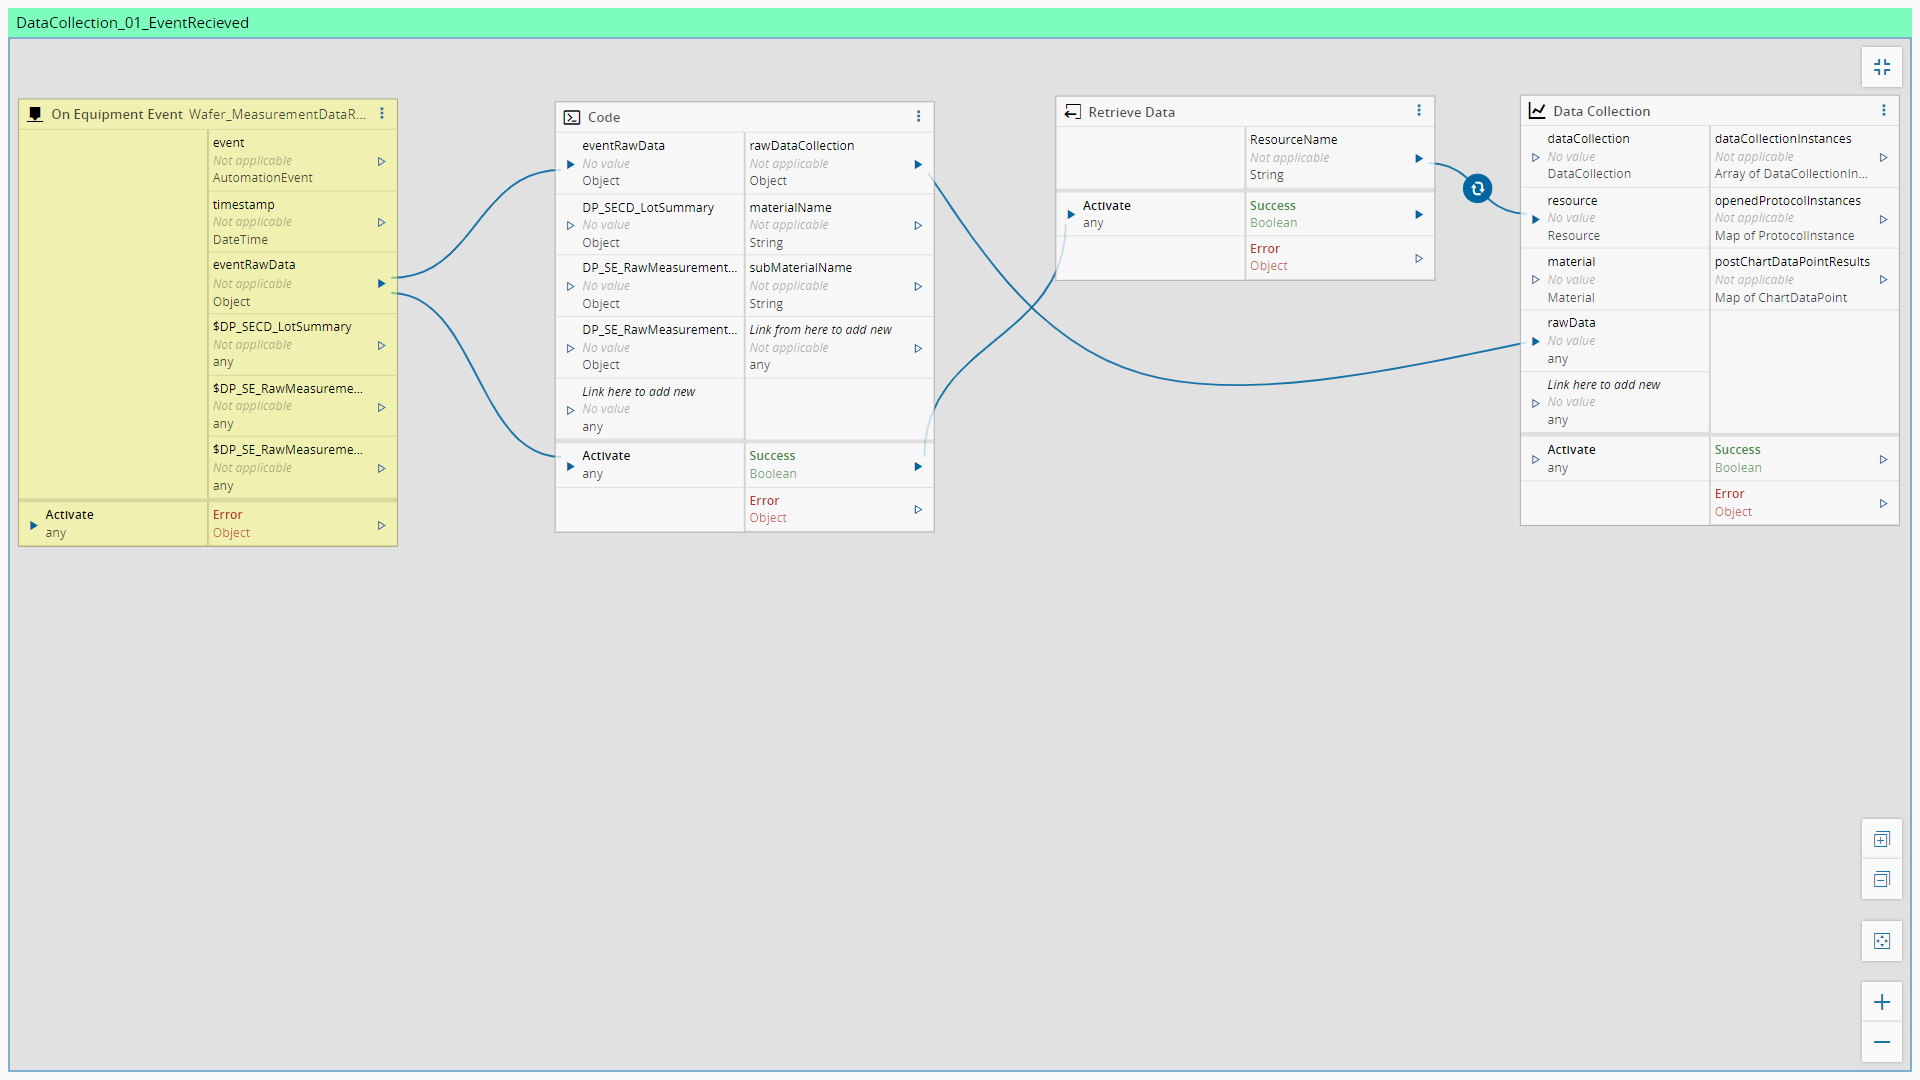 DataCollection_01_EventRecieved
On Equipment Event Wafer_MeasurementDataR...
event
Not applicable
AutomationEvent
timestamp
Not applicable
DateTime
eventRawData
Not applicable
Object
$DP_SECD_LotSummary
Not applicable
any
$DP_SE_RawMeasureme...
Not applicable
any
$DP_SE_RawMeasureme...
Not applicable
any
Activate
any
Error
Object
Code
eventRawData
No value
Object
rawDataCollection
Not applicable
Object
DP_SECD_LotSummary
No value
Object
materialName
Not applicable
String
DP_SE_RawMeasurement...
No value
Object
subMaterialName
Not applicable
String
DP_SE_RawMeasurement...
No value
Object
Link from here to add new
Not applicable
any
Link here to add new
No value
any
Activate
any
Success
Boolean
Error
Object
Retrieve Data
ResourceName
Not applicable
String
Activate
any
Success
Boolean
Error
Object
Data Collection
dataCollection
No value
DataCollection
dataCollectionInstances
Not applicable
Array of DataCollectionIn...
resource
No value
Resource
openedProtocolInstances
Not applicable
Map of ProtocolInstance
material
No value
Material
postChartDataPointResults
Not applicable
Map of ChartDataPoint
rawData
No value
any
Link here to add new
No value
any
Activate
any
Success
Boolean
Error
Object